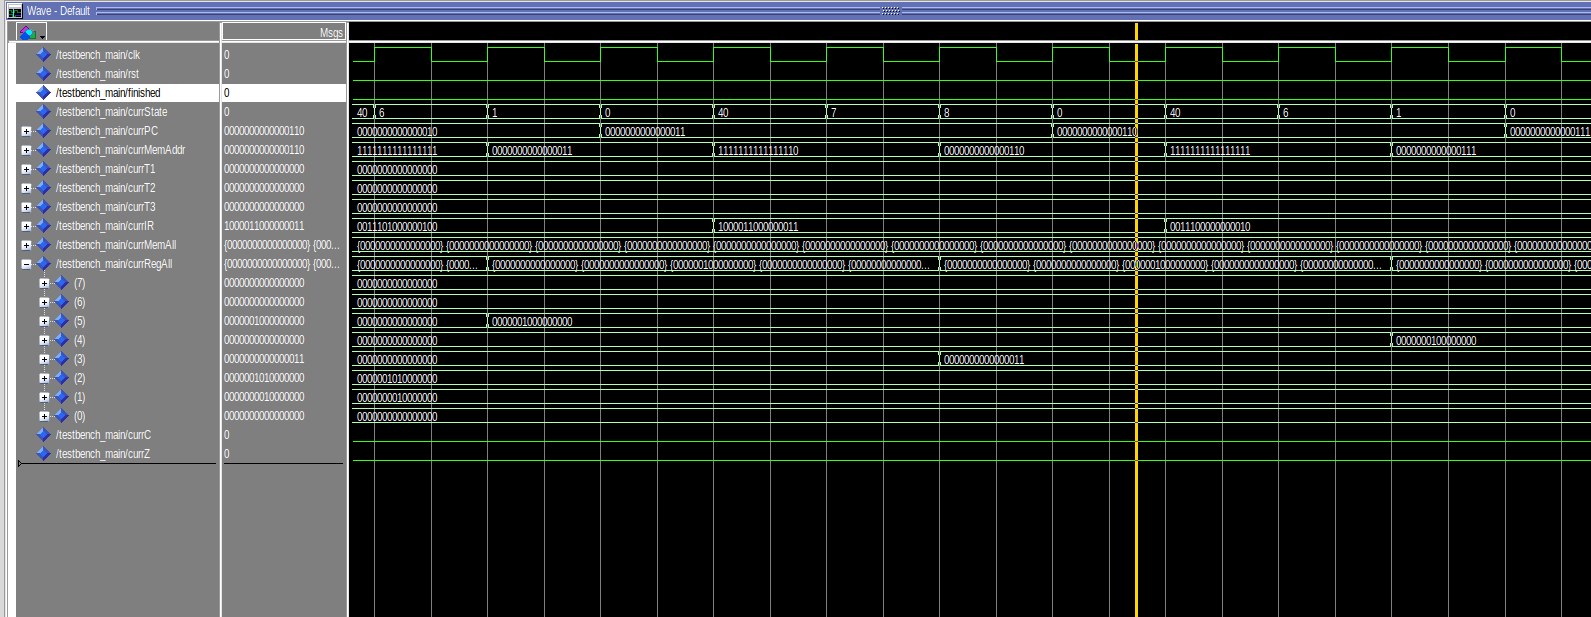 Wave - Default
Msgs
/testbench_main/clk 0
/testbench_main/rst 0
/testbench_main/finished 0
/testbench_main/currState 0 40 6 1 0 40 7 8 0 40 6 1 0
/testbench_main/currPC 0000000000000110 0000000000000010 0000000000000011 0000000000000110 0000000000000111
/testbench_main/currMemAddr 0000000000000110 1111111111111111 0000000000000011 1111111111111110 0000000000000110 1111111111111111 0000000000000111
/testbench_main/currT1 0000000000000000 0000000000000000
/testbench_main/currT2 0000000000000000 0000000000000000
/testbench_main/currT3 0000000000000000 0000000000000000
/testbench_main/currIR 1000011000000011 0011101000000100 1000011000000011 0011100000000010
/testbench_main/currMemAll {0000000000000000} {000... {0000000000000000} {0000000000000000} {0000000000000000} {0000000000000000} {0000000000000000} {0000000000000000} {0000000000000000} {0000000000000000} {0000000000000000} {0000000000000000} {0000000000000000} {0000000000000000} {0000000000000000} {0000000000000
/testbench_main/currRegAll {0000000000000000} {000... {0000000000000000} {0000... {0000000000000000} {0000000000000000} {0000001000000000} {0000000000000000} {0000000000000... {0000000000000000} {0000000000000000} {0000001000000000} {0000000000000000} {0000000000000... {0000000000000000} {0000000000000000} {000
(7) 0000000000000000 0000000000000000
(6) 0000000000000000 0000000000000000
(5) 0000001000000000 0000000000000000 0000001000000000
(4) 0000000000000000 0000000000000000 0000000100000000
(3) 0000000000000011 0000000000000000 0000000000000011
(2) 0000001010000000 0000001010000000
(1) 0000000010000000 0000000010000000
(0) 0000000000000000 0000000000000000
/testbench_main/currC 0
/testbench_main/currZ 0